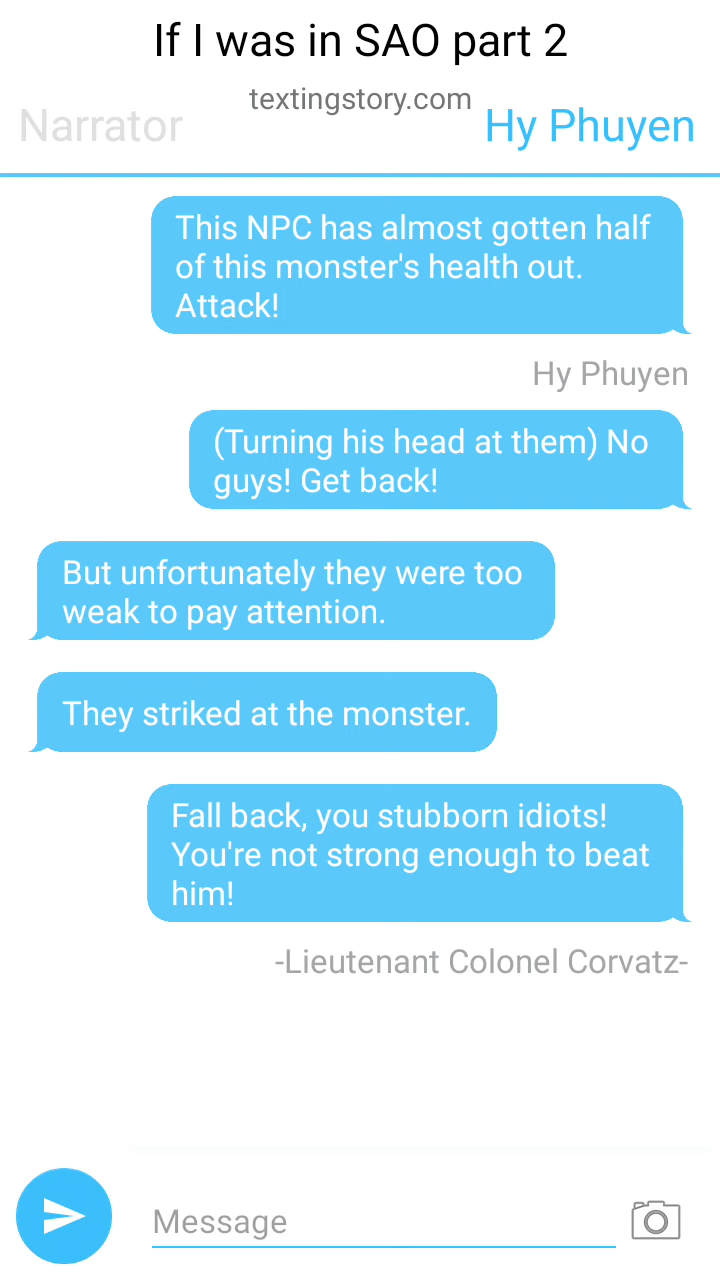 If I was in SAO part 2
textingstory.com
Narrator
Hy Phuyen
This NPC has almost gotten half
of this monster's health out.
Attack!
Hy Phuyen
(Turning his head at them) No
guys! Get back!
But unfortunately they were too
weak to pay attention.
They striked at the monster.
Fall back, you stubborn idiots!
You're not strong enough to beat
him!
-Lieutenant Colonel Corvatz-
Message